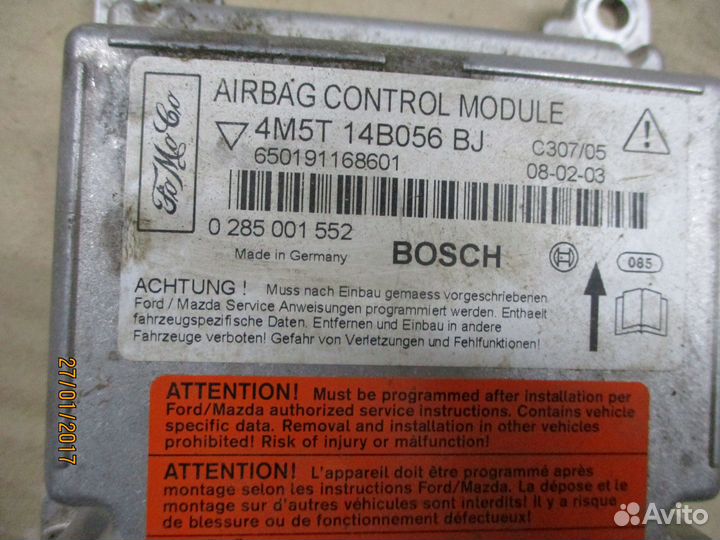 AIRBAG CONTROL MODULE
4M5T 14B056 BJ
C307/05
650191168601
08-02-03
FoMoCo
0 285 001 552
Made in Germany
BOSCH
085
ACHTUNG ! Muss nach Einbau gemaess vorgeschriebenen
Ford / Mazda Service Anweisungen programmiert werden. Enthaelt
fahrzeugspezifische Daten. Entfernen und Einbau in andere
Fahrzeuge verboten! Gefahr von Verletzungen und Fehlfunktionen!
ATTENTION! Must be programmed after installation per
Ford/Mazda authorized service instructions. Contains vehicle
specific data. Removal and installation in other vehicles
prohibited! Risk of injury or malfunction!
ATTENTION! L'appareil doit être programmé après
montage selon les instructions Ford/Mazda. La dépose et le
montage sur d'autres véhicules sont interdits! Il y a risque
de blessure ou de fonctionnement défectueux!
27/01/2017
Avito